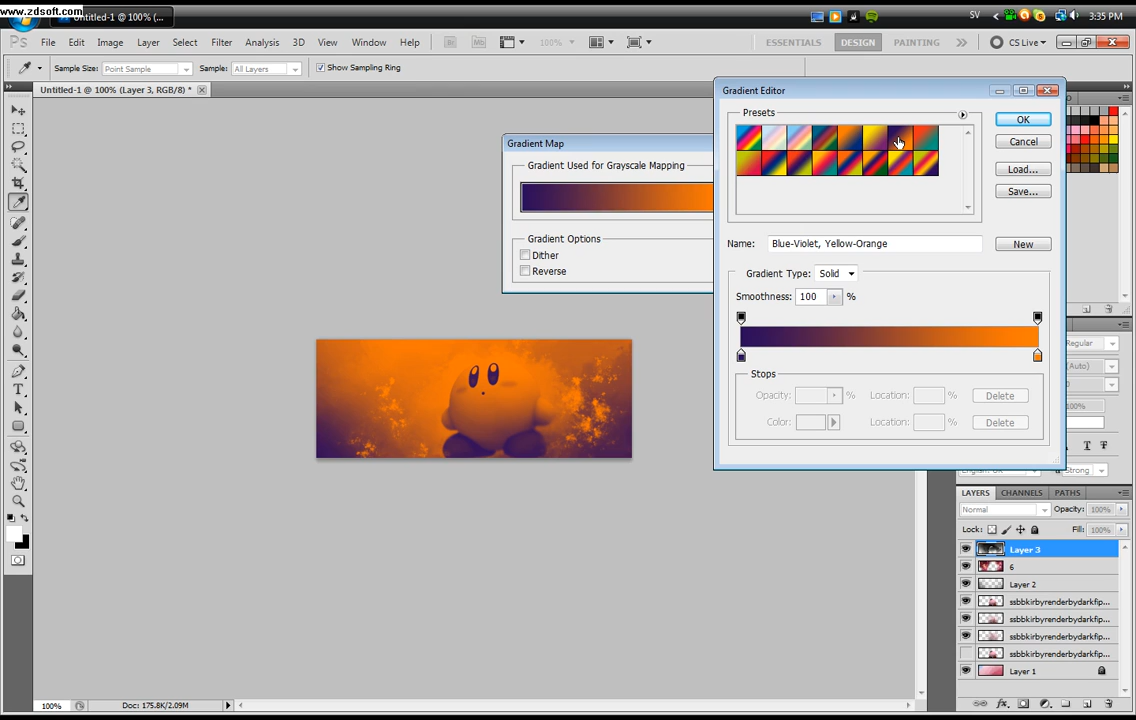 www.zdsoft.com
Untitled-1 @ 100% (...
SV
3:35 PM
Ps File Edit Image Layer Select Filter Analysis 3D View Window Help
Br Mb 100% ESSENTIALS DESIGN PAINTING CS Live
Sample Size: Point Sample Sample: All Layers Show Sampling Ring
Untitled-1 @ 100% (Layer 3, RGB/8) *
Gradient Editor
Presets
OK
Cancel
Load...
Save...
Name: Blue-Violet, Yellow-Orange
New
Gradient Type: Solid
Smoothness: 100 %
Stops
Opacity: % Location: % Delete
Color: Location: % Delete
Gradient Map
Gradient Used for Grayscale Mapping
Gradient Options
Dither
Reverse
Regular
(Auto)
100%
T T
Strong
LAYERS CHANNELS PATHS
Normal Opacity: 100%
Lock: Fill: 100%
Layer 3
6
Layer 2
ssbbkirbyrenderbydarkfip...
ssbbkirbyrenderbydarkfip...
ssbbkirbyrenderbydarkfip...
ssbbkirbyrenderbydarkfip...
Layer 1
100% Doc: 175.8K/2.09M